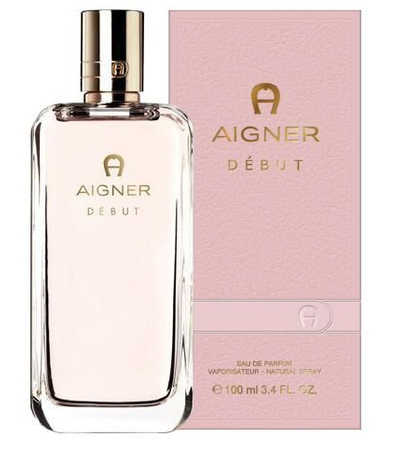 AIGNER
DÉBUT
AIGNER
DÉBUT
EAU DE PARFUM
VAPORISATEUR - NATURAL SPRAY
℮ 100 ml 3.4 FL. OZ.